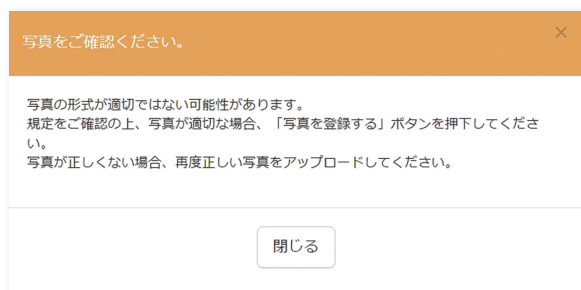 写真をご確認ください。
写真の形式が適切ではない可能性があります。
規定をご確認の上、写真が適切な場合、「写真を登録する」ボタンを押下してくださ
い。
写真が正しくない場合、再度正しい写真をアップロードしてください。
閉じる